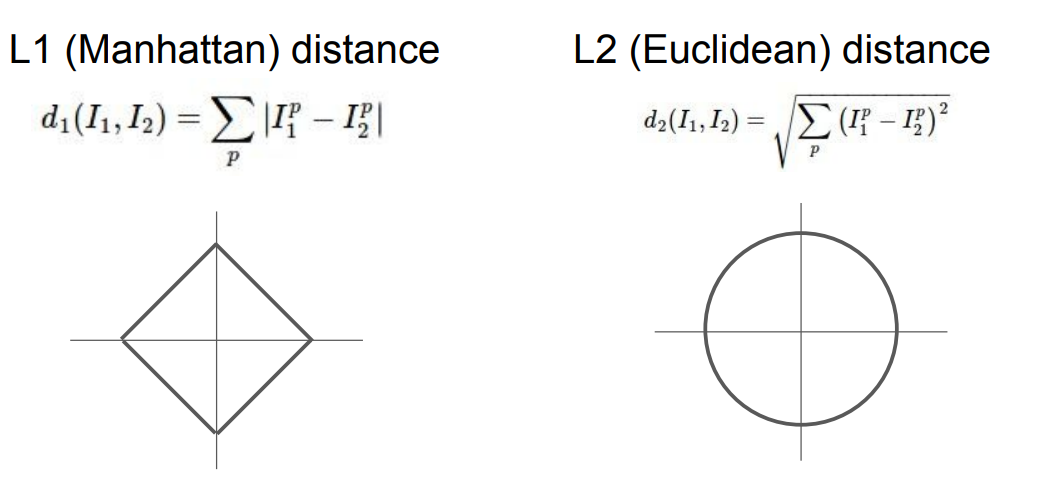 L1 (Manhattan) distance
d₁(I₁, I₂) = ∑ₚ |I₁ᵖ − I₂ᵖ|
L2 (Euclidean) distance
d₂(I₁, I₂) = √(∑ₚ (I₁ᵖ − I₂ᵖ)²)